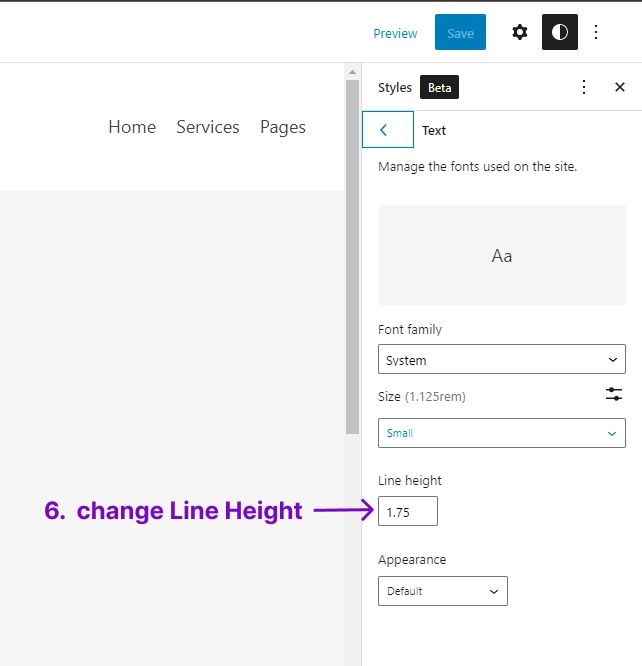 Preview Save
Styles Beta
Home Services Pages
Text
Manage the fonts used on the site.
Aa
Font family
System
Size (1.125rem)
Small
Line height
6. change Line Height
1.75
Appearance
Default